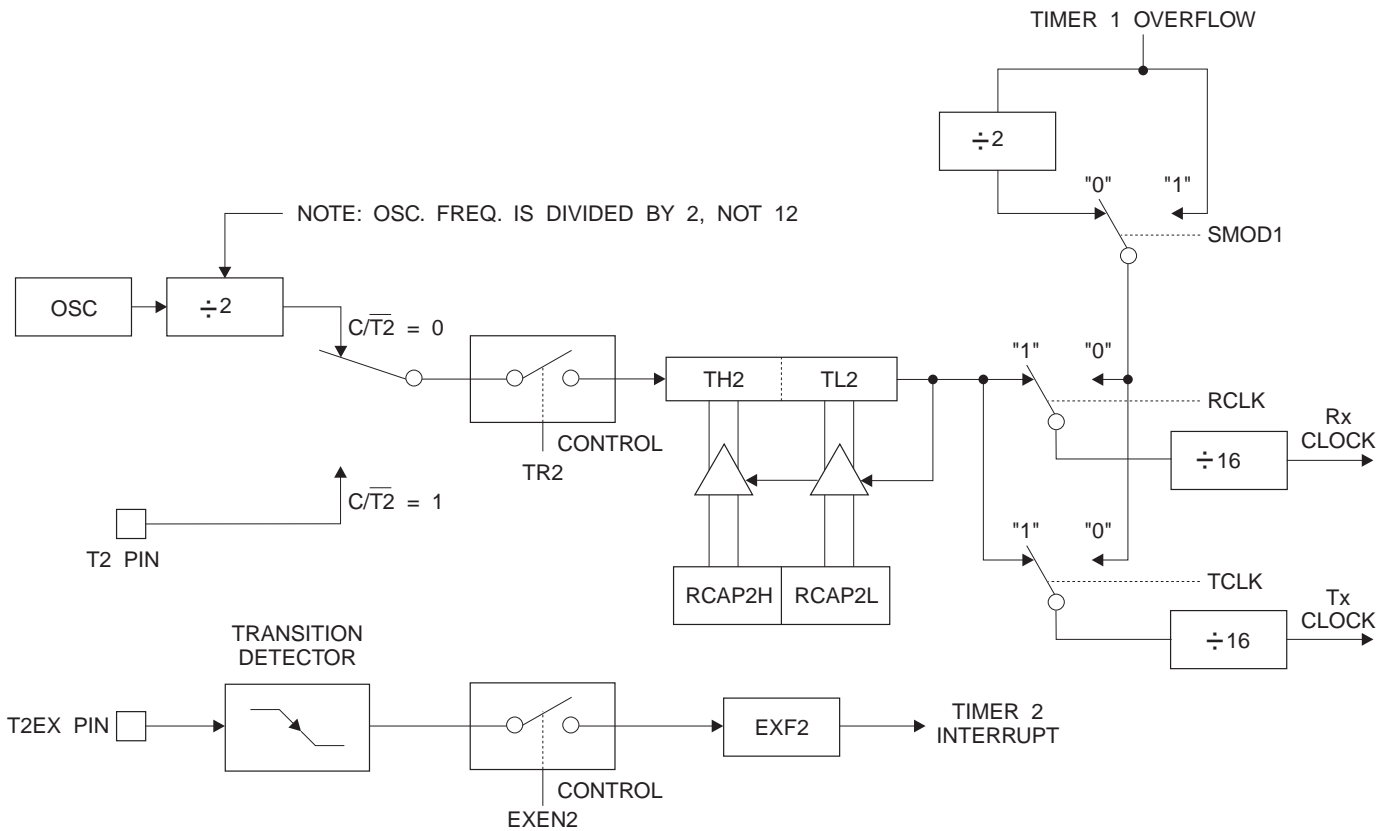 TIMER 1 OVERFLOW
÷2
"0" "1"
NOTE: OSC. FREQ. IS DIVIDED BY 2, NOT 12
SMOD1
OSC
÷2
C/T̅2̅ = 0
"1" "0"
TH2 TL2
RCLK
CONTROL
TR2
Rx
CLOCK
÷16
C/T̅2̅ = 1
T2 PIN
"1" "0"
RCAP2H RCAP2L
TCLK
Tx
CLOCK
÷16
TRANSITION
DETECTOR
T2EX PIN
EXF2
TIMER 2
INTERRUPT
CONTROL
EXEN2